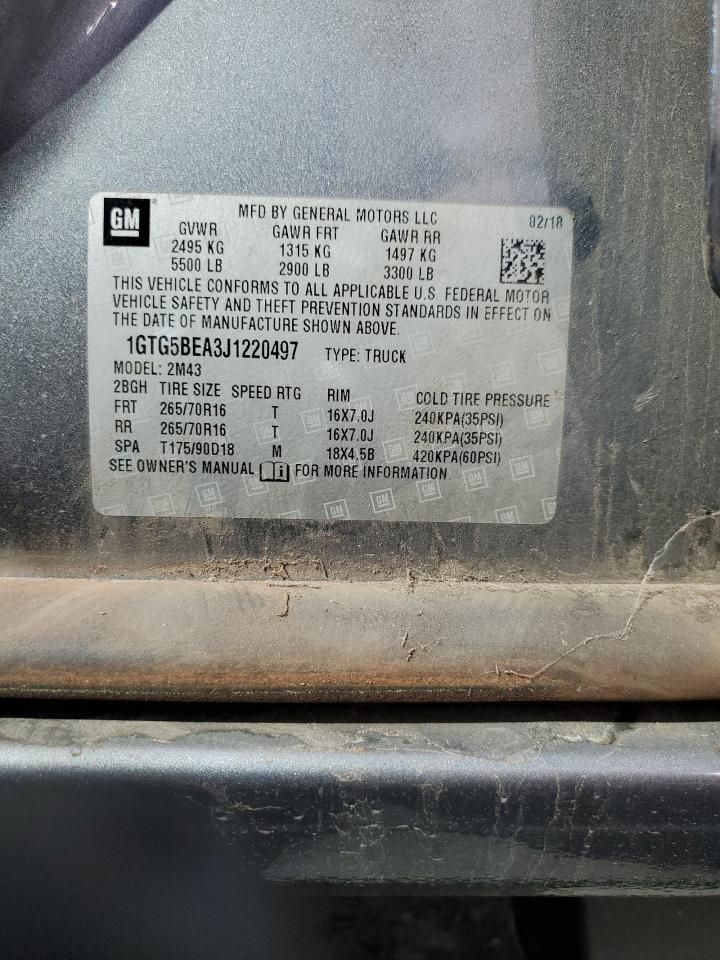 GM
MFD BY GENERAL MOTORS LLC 02/18
GVWR GAWR FRT GAWR RR
2495 KG 1315 KG 1497 KG
5500 LB 2900 LB 3300 LB
THIS VEHICLE CONFORMS TO ALL APPLICABLE U.S. FEDERAL MOTOR
VEHICLE SAFETY AND THEFT PREVENTION STANDARDS IN EFFECT ON
THE DATE OF MANUFACTURE SHOWN ABOVE.
1GTG5BEA3J1220497 TYPE: TRUCK
MODEL: 2M43
2BGH TIRE SIZE SPEED RTG RIM COLD TIRE PRESSURE
FRT 265/70R16 T 16X7.0J 240KPA(35PSI)
RR 265/70R16 T 16X7.0J 240KPA(35PSI)
SPA T175/90D18 M 18X4.5B 420KPA(60PSI)
SEE OWNER'S MANUAL FOR MORE INFORMATION.